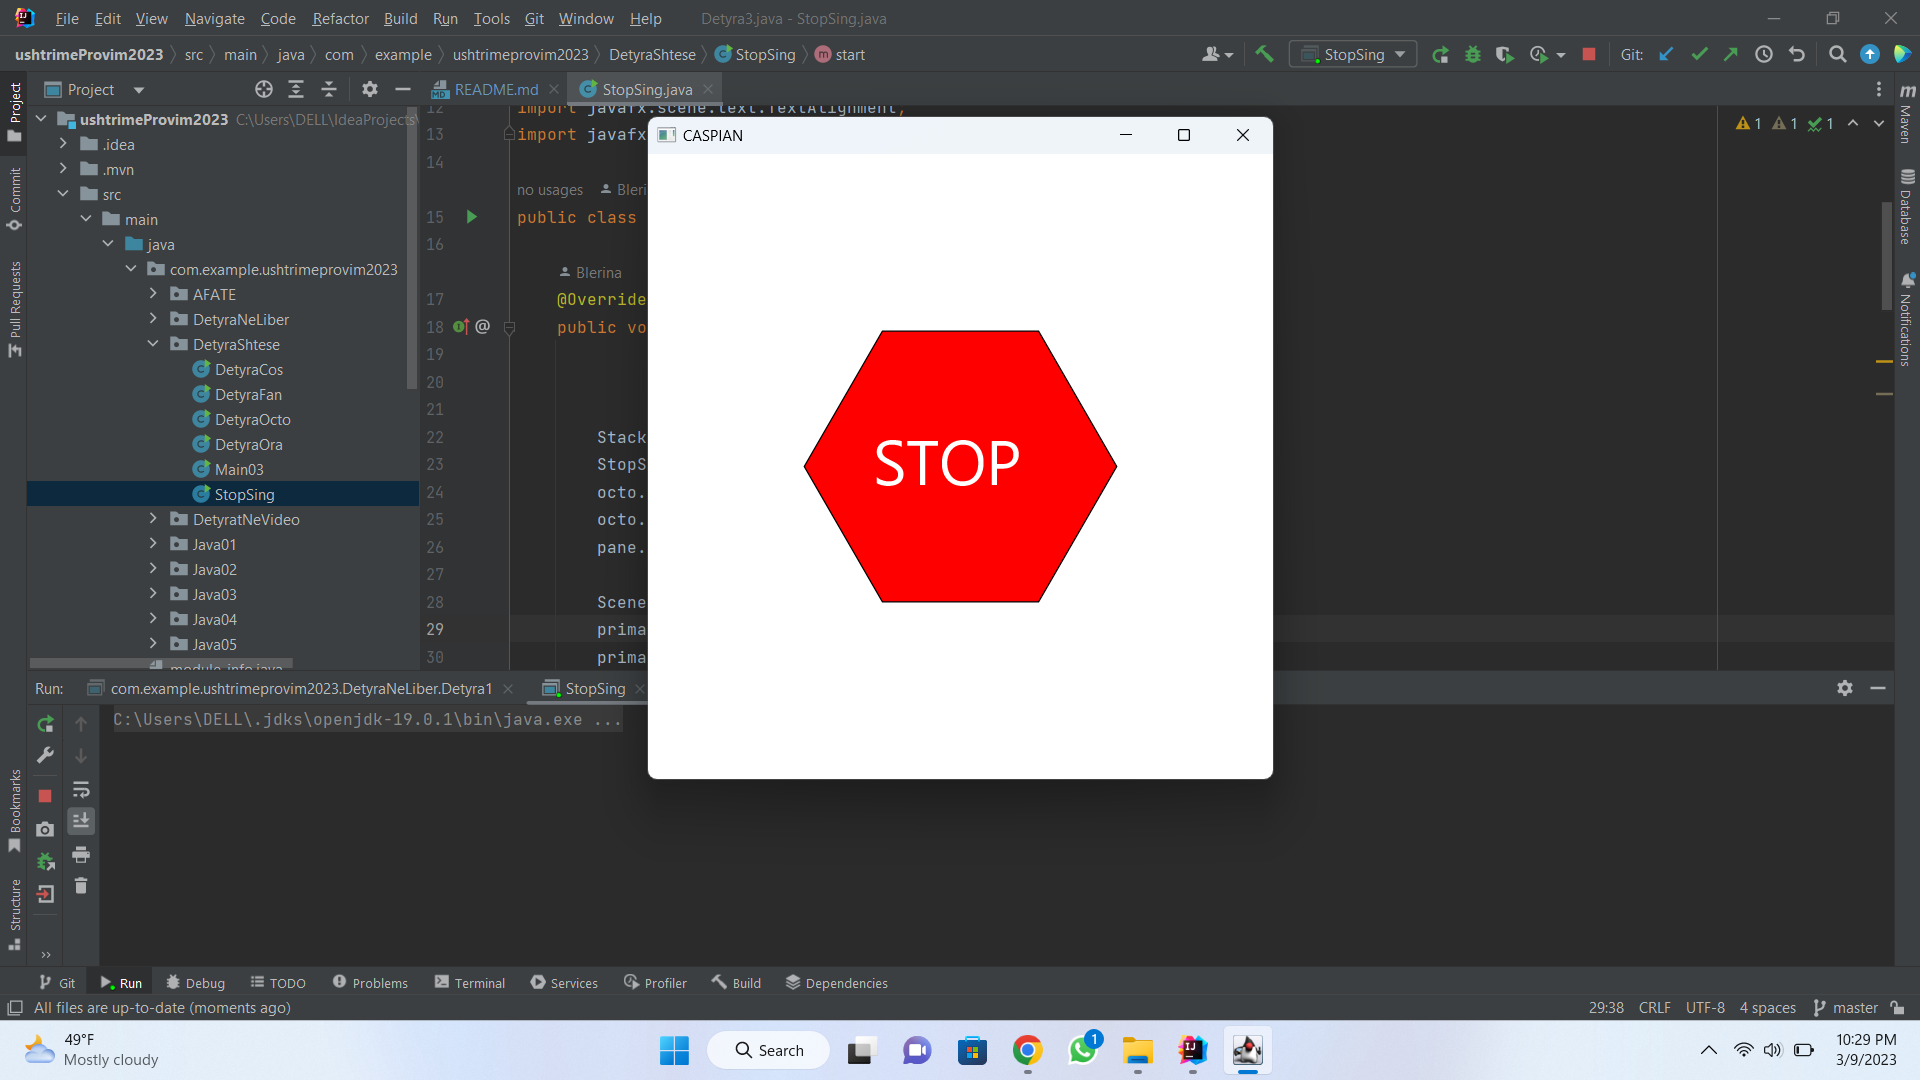 File Edit View Navigate Code Refactor Build Run Tools Git Window Help Detyra3.java - StopSing.java
ushtrimeProvim2023 src main java com example ushtrimeprovim2023 DetyraShtese StopSing start StopSing Git:
Project README.md StopSing.java
ushtrimeProvim2023 C:\Users\DELL\IdeaProjects\
.idea
.mvn
src
main
java
com.example.ushtrimeprovim2023
AFATE
DetyraNeLiber
DetyraShtese
DetyraCos
DetyraFan
DetyraOcto
DetyraOra
Main03
StopSing
DetyratNeVideo
Java01
Java02
Java03
Java04
Java05
module-info.java
Project
Commit
Pull Requests
Bookmarks
Structure
12 import javafx.scene.text.TextAlignment;
13 import javafx
14
no usages Bleri
15 public class
16
Blerina
17 @Override
18 @ public vo
19
20
21
22 Stack
23 StopS
24 octo.
25 octo.
26 pane.
27
28 Scene
29 prima
30 prima
1 1 1
CASPIAN
STOP
Maven
Database
Notifications
Run: com.example.ushtrimeprovim2023.DetyraNeLiber.Detyra1 StopSing
C:\Users\DELL\.jdks\openjdk-19.0.1\bin\java.exe ...
Git Run Debug TODO Problems Terminal Services Profiler Build Dependencies
All files are up-to-date (moments ago) 29:38 CRLF UTF-8 4 spaces master
49°F
Mostly cloudy
Search
1
10:29 PM
3/9/2023